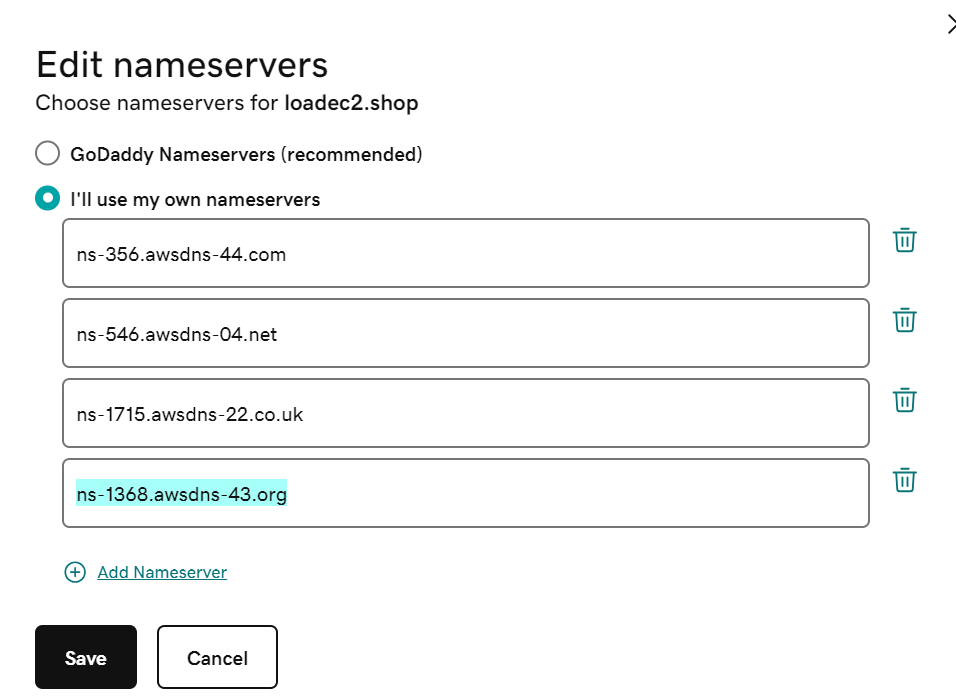 Edit nameservers
Choose nameservers for loadec2.shop
GoDaddy Nameservers (recommended)
I'll use my own nameservers
ns-356.awsdns-44.com
ns-546.awsdns-04.net
ns-1715.awsdns-22.co.uk
ns-1368.awsdns-43.org
Add Nameserver
Save Cancel